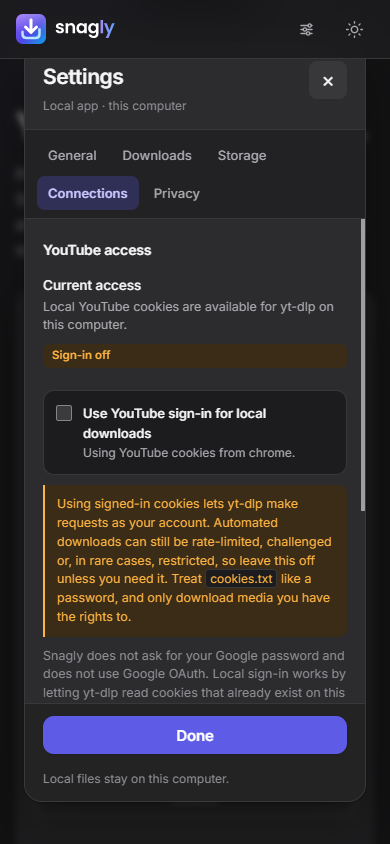 snagly
Settings
Local app · this computer
General Downloads Storage
Connections Privacy
YouTube access
Current access
Local YouTube cookies are available for yt-dlp on
this computer.
Sign-in off
Use YouTube sign-in for local
downloads
Using YouTube cookies from chrome.
Using signed-in cookies lets yt-dlp make
requests as your account. Automated
downloads can still be rate-limited, challenged
or, in rare cases, restricted, so leave this off
unless you need it. Treat cookies.txt like a
password, and only download media you have
the rights to.
Snagly does not ask for your Google password and
does not use Google OAuth. Local sign-in works by
letting yt-dlp read cookies that already exist on this
Done
Local files stay on this computer.